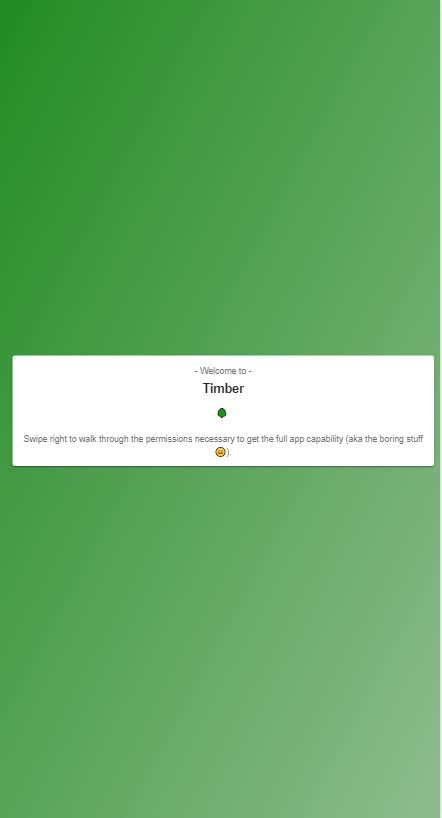 - Welcome to -
Timber
Swipe right to walk through the permissions necessary to get the full app capability (aka the boring stuff
😐).